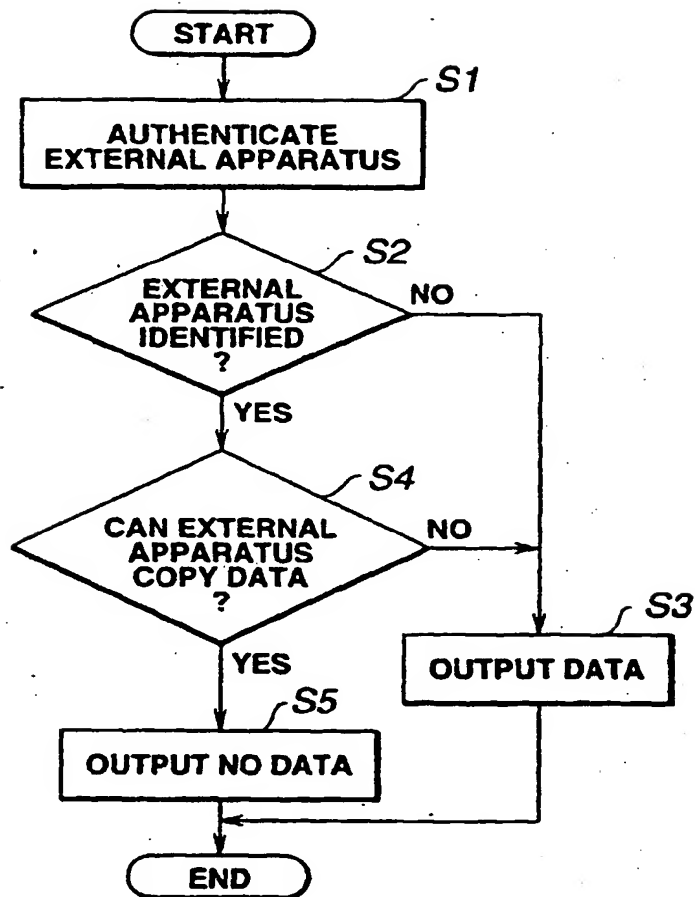 START
S1
AUTHENTICATE
EXTERNAL APPARATUS
S2
EXTERNAL
APPARATUS
IDENTIFIED
?
NO
YES
S4
CAN EXTERNAL
APPARATUS
COPY DATA
?
NO
YES
S3
OUTPUT DATA
S5
OUTPUT NO DATA
END